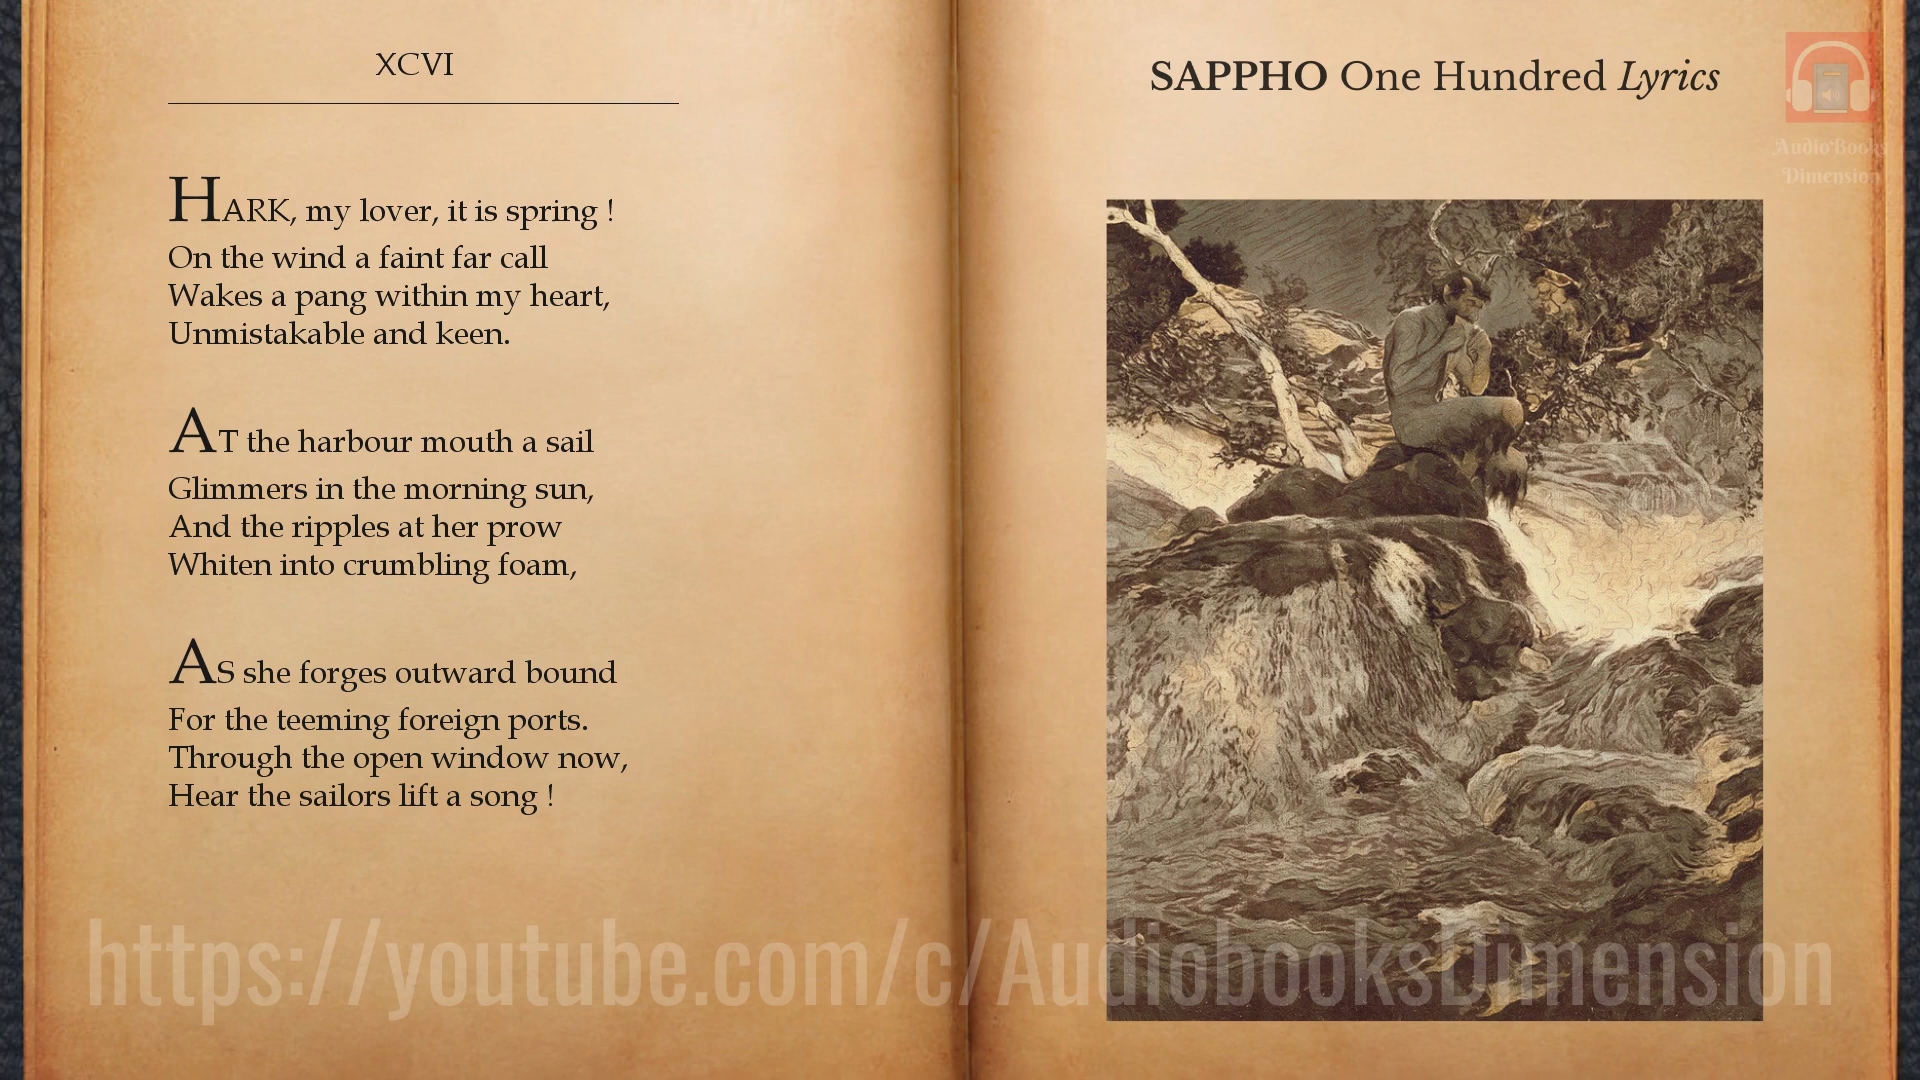 XCVI
HARK, my lover, it is spring !
On the wind a faint far call
Wakes a pang within my heart,
Unmistakable and keen.
AT the harbour mouth a sail
Glimmers in the morning sun,
And the ripples at her prow
Whiten into crumbling foam,
AS she forges outward bound
For the teeming foreign ports.
Through the open window now,
Hear the sailors lift a song !
SAPPHO One Hundred Lyrics
AudioBooks
Dimension
https://youtube.com/c/AudiobooksDimension